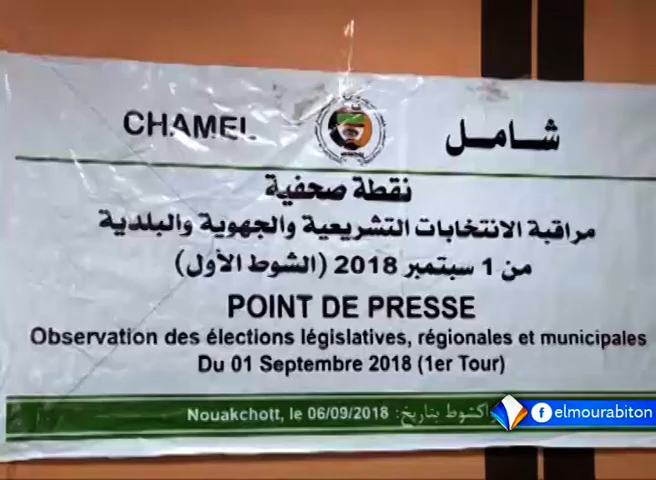 CHAMEL شامل
نقطة صحفية
مراقبة الانتخابات التشريعية والجهوية والبلدية
من 1 سبتمبر 2018 (الشوط الأول)
POINT DE PRESSE
Observation des élections législatives, régionales et municipales
Du 01 Septembre 2018 (1er Tour)
Nouakchott, le 06/09/2018 بتاريخ:
elmourabiton